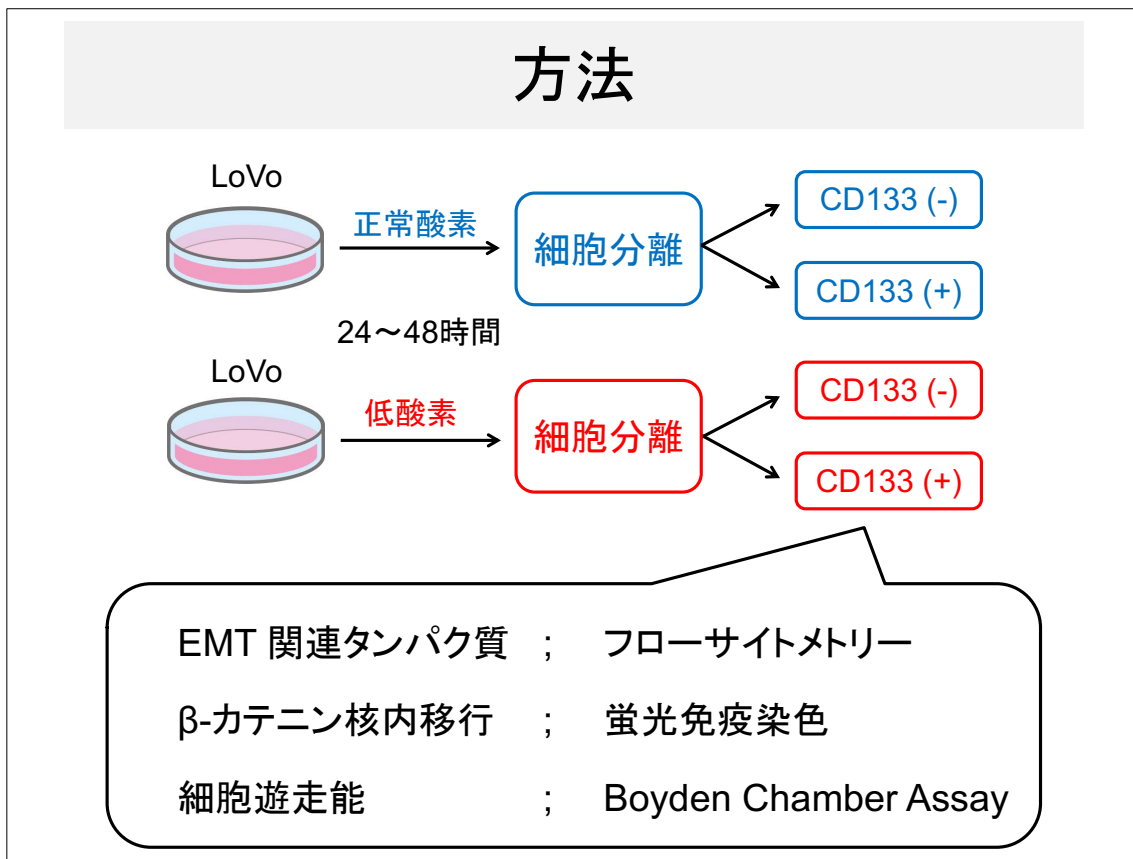 方法
LoVo
正常酸素
細胞分離
CD133 (-)
CD133 (+)
24～48時間
LoVo
低酸素
細胞分離
CD133 (-)
CD133 (+)
EMT 関連タンパク質 ; フローサイトメトリー
β-カテニン核内移行 ; 蛍光免疫染色
細胞遊走能 ; Boyden Chamber Assay